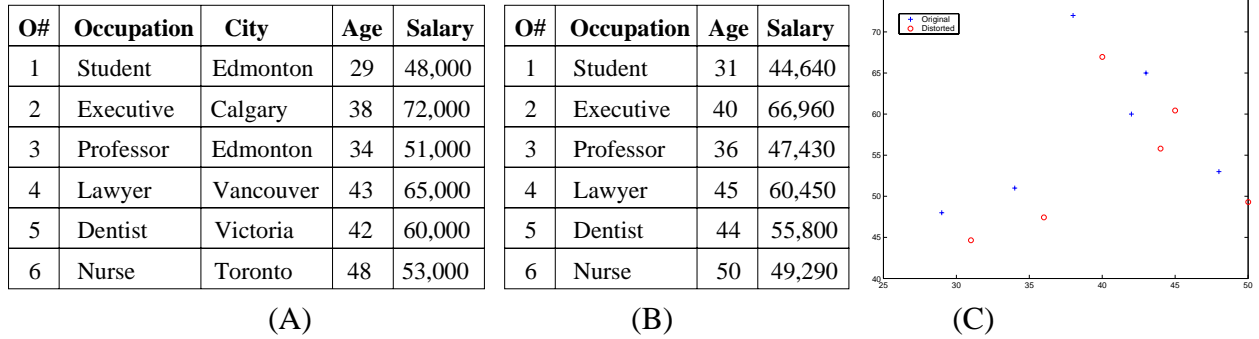 O# Occupation City Age Salary
1 Student Edmonton 29 48,000
2 Executive Calgary 38 72,000
3 Professor Edmonton 34 51,000
4 Lawyer Vancouver 43 65,000
5 Dentist Victoria 42 60,000
6 Nurse Toronto 48 53,000
(A)
O# Occupation Age Salary
1 Student 31 44,640
2 Executive 40 66,960
3 Professor 36 47,430
4 Lawyer 45 60,450
5 Dentist 44 55,800
6 Nurse 50 49,290
(B)
Original
Distorted
70
65
60
55
50
45
40
25 30 35 40 45 50
(C)